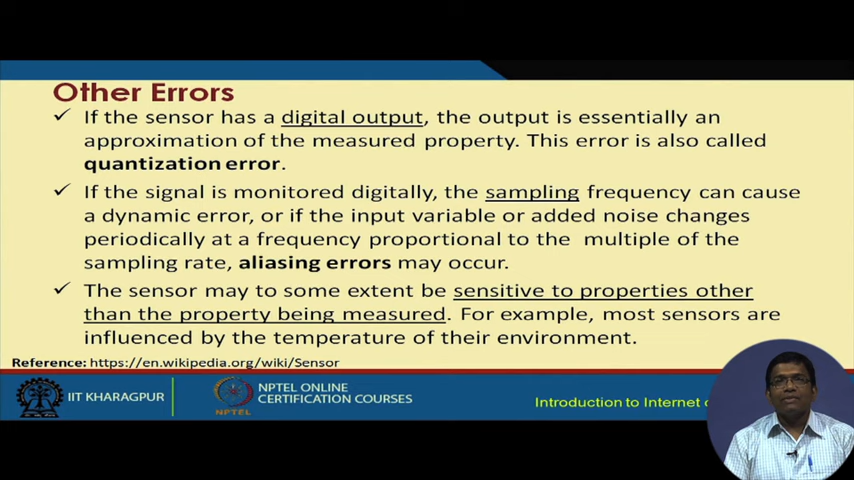 Other Errors
✓ If the sensor has a digital output, the output is essentially an
approximation of the measured property. This error is also called
quantization error.
✓ If the signal is monitored digitally, the sampling frequency can cause
a dynamic error, or if the input variable or added noise changes
periodically at a frequency proportional to the multiple of the
sampling rate, aliasing errors may occur.
✓ The sensor may to some extent be sensitive to properties other
than the property being measured. For example, most sensors are
influenced by the temperature of their environment.
Reference: https://en.wikipedia.org/wiki/Sensor
IIT KHARAGPUR
NPTEL
NPTEL ONLINE
CERTIFICATION COURSES
Introduction to Internet